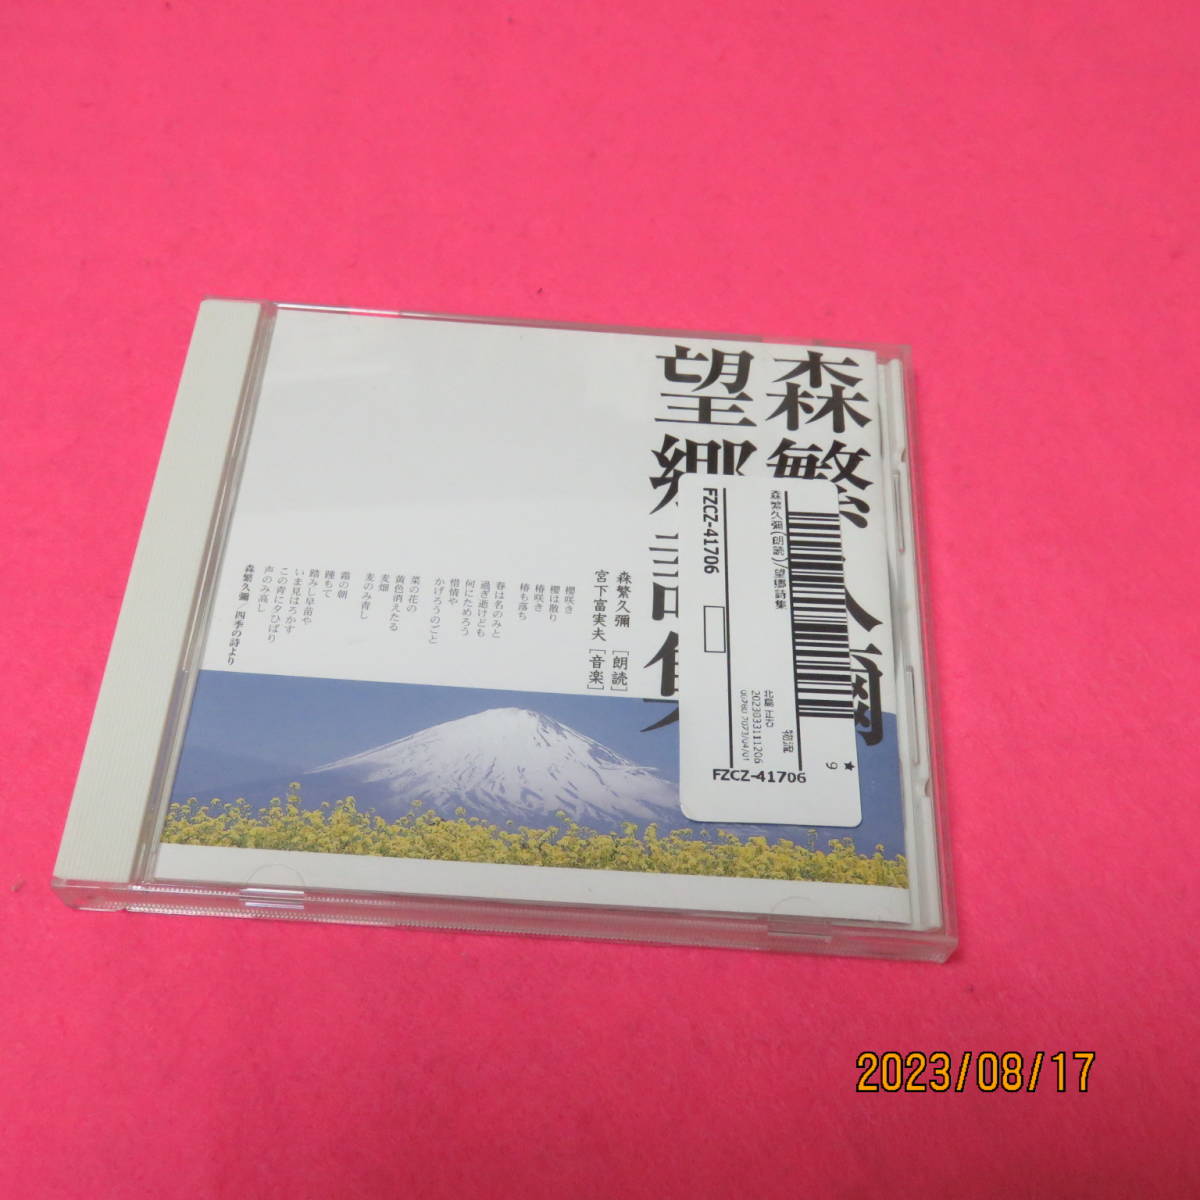 森繁久彌
望郷詩集
森繁久彌［朗読］
宮下富実夫［音楽］
櫻咲き
櫻は散り
椿咲き
椿も落ち
春は名のみと
過ぎ逝けども
何にためろう
惜情や
かげろうのごと
菜の花の
黄色消えたる
麦畑
麦のみ青し
霜の朝
踵もて
踏みし早苗や
いま見はろかす
この青に夕ひばり
声のみ高し
森繁久彌／四季の詩より
森繁久彌(朗読)/望郷詩集
FZCZ-41706
物流
20230331111206
FZCZ-41706
★
9
2023/08/17